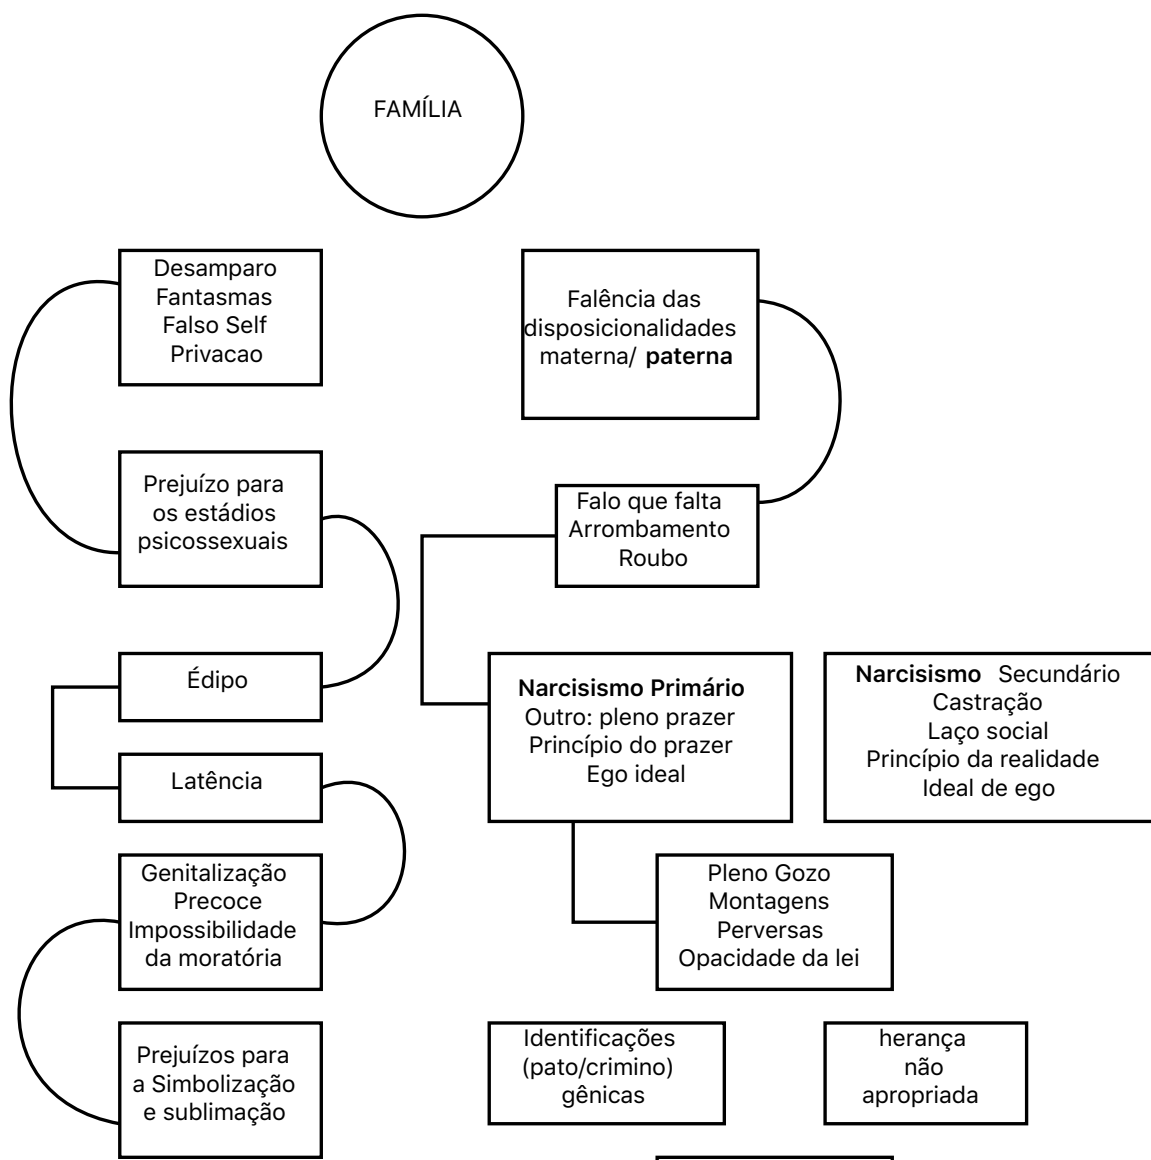 FAMÍLIA
Desamparo
Fantasmas
Falso Self
Privacao
Falência das
disposicionalidades
materna/ paterna
Prejuízo para
os estádios
psicossexuais
Falo que falta
Arrombamento
Roubo
Édipo
Narcisismo Primário
Outro: pleno prazer
Princípio do prazer
Ego ideal
Narcisismo Secundário
Castração
Laço social
Princípio da realidade
Ideal de ego
Latência
Genitalização
Precoce
Impossibilidade
da moratória
Pleno Gozo
Montagens
Perversas
Opacidade da lei
Prejuízos para
a Simbolização
e sublimação
Identificações
(pato/crimino)
gênicas
herança
não
apropriada